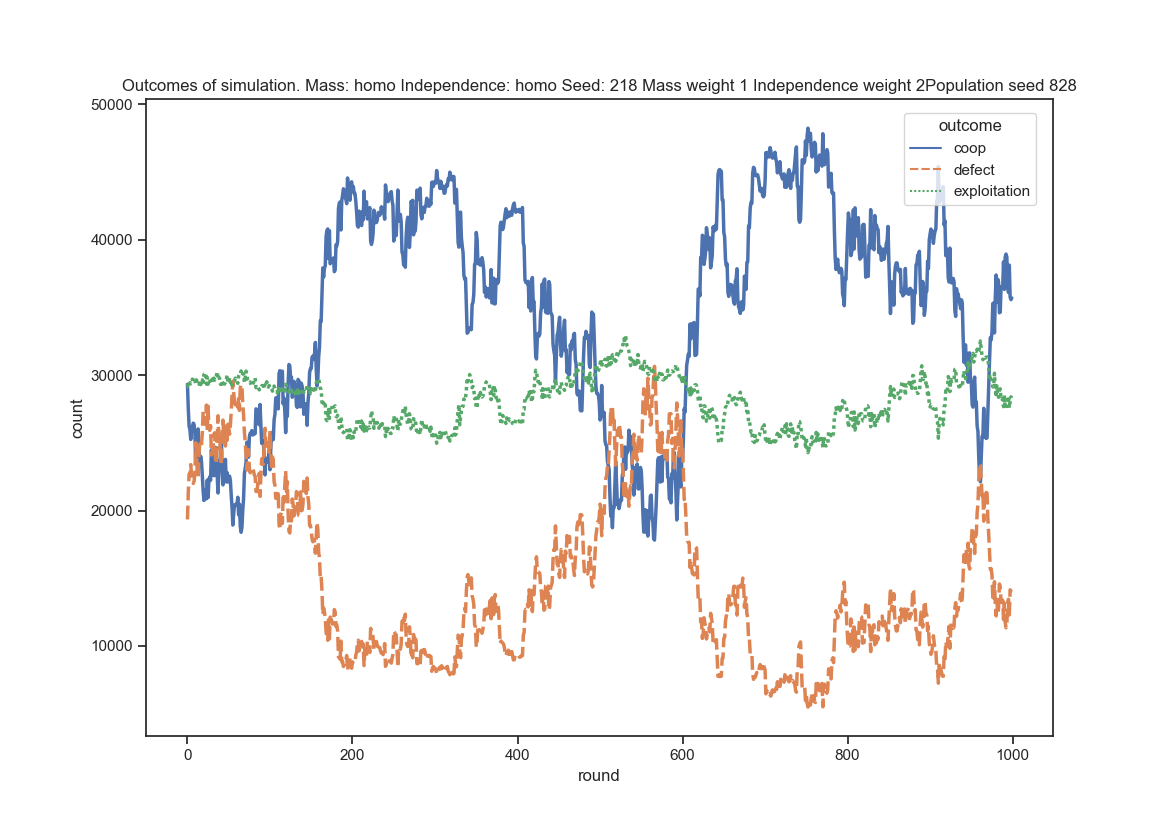 Outcomes of simulation. Mass: homo Independence: homo Seed: 218 Mass weight 1 Independence weight 2Population seed 828
50000
40000
30000
20000
10000
count
outcome
coop
defect
exploitation
0 200 400 600 800 1000
round